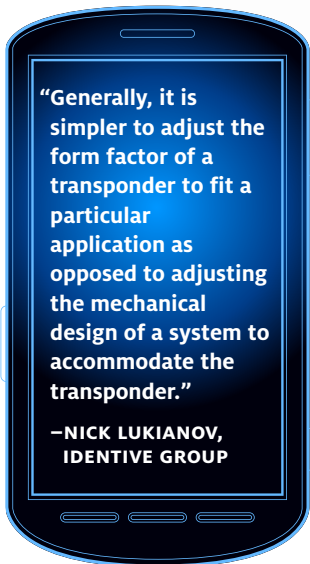 “Generally, it is
simpler to adjust the
form factor of a
transponder to fit a
particular
application as
opposed to adjusting
the mechanical
design of a system to
accommodate the
transponder.”
–NICK LUKIANOV,
IDENTIVE GROUP